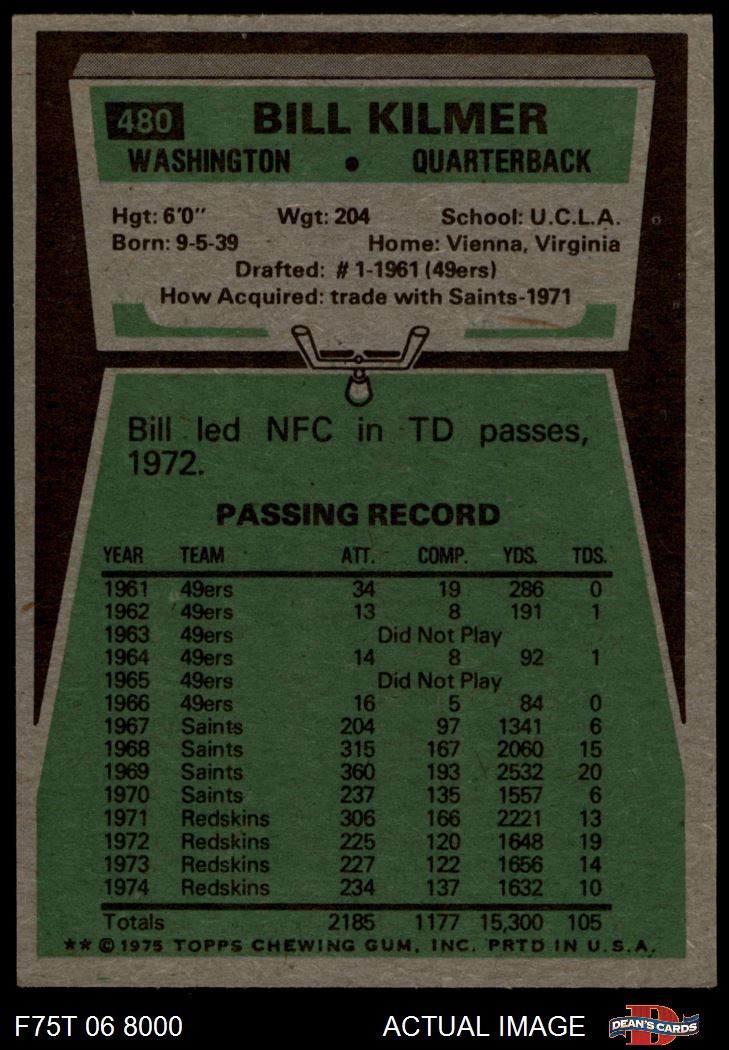 480 BILL KILMER
WASHINGTON • QUARTERBACK
Hgt: 6'0" Wgt: 204 School: U.C.L.A.
Born: 9-5-39 Home: Vienna, Virginia
Drafted: #1-1961 (49ers)
How Acquired: trade with Saints-1971
Bill led NFC in TD passes,
1972.
PASSING RECORD
YEAR TEAM ATT. COMP. YDS. TDS.
1961 49ers 34 19 286 0
1962 49ers 13 8 191 1
1963 49ers Did Not Play
1964 49ers 14 8 92 1
1965 49ers Did Not Play
1966 49ers 16 5 84 0
1967 Saints 204 97 1341 6
1968 Saints 315 167 2060 15
1969 Saints 360 193 2532 20
1970 Saints 237 135 1557 6
1971 Redskins 306 166 2221 13
1972 Redskins 225 120 1648 19
1973 Redskins 227 122 1656 14
1974 Redskins 234 137 1632 10
Totals 2185 1177 15,300 105
** © 1975 TOPPS CHEWING GUM, INC. PRTD IN U.S.A.
F75T 06 8000 ACTUAL IMAGE D DEAN'S CARDS